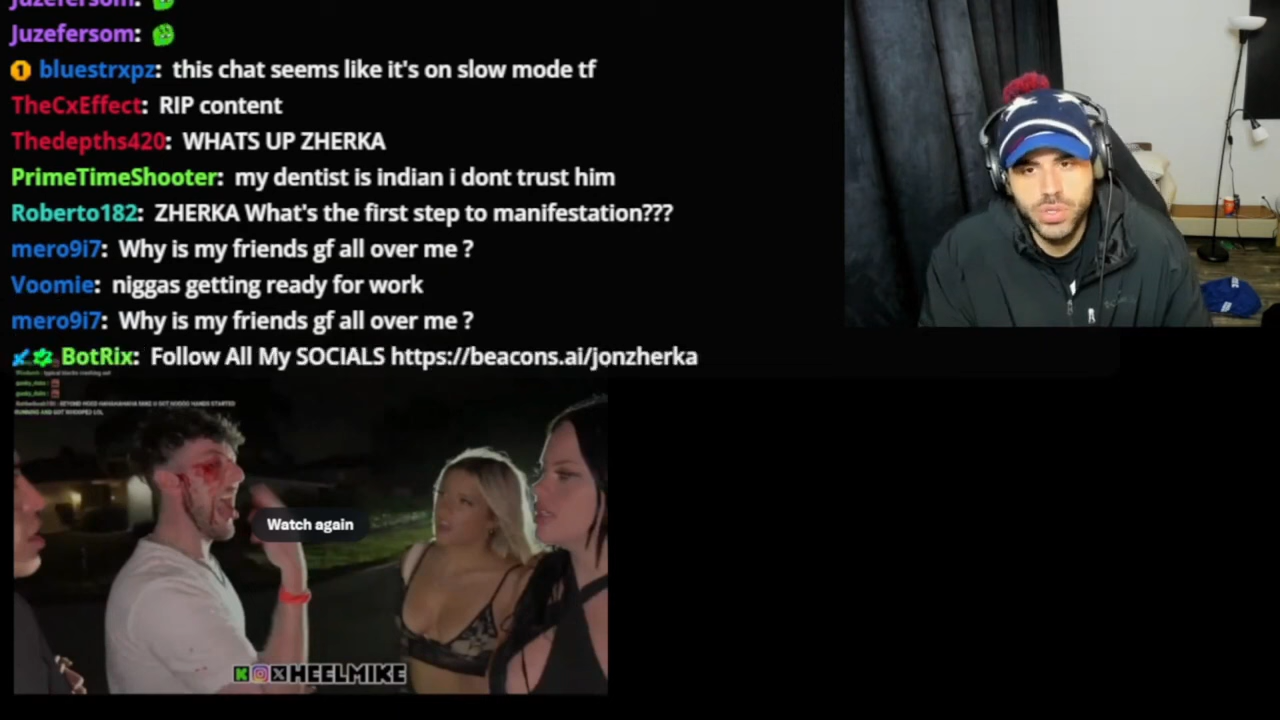 Juzefersom:
Juzefersom:
bluestrxpz: this chat seems like it's on slow mode tf
TheCxEffect: RIP content
Thedepths420: WHATS UP ZHERKA
PrimeTimeShooter: my dentist is indian i dont trust him
Roberto182: ZHERKA What's the first step to manifestation???
mero9i7: Why is my friends gf all over me ?
Voomie: niggas getting ready for work
mero9i7: Why is my friends gf all over me ?
BotRix: Follow All My SOCIALS https://beacons.ai/jonzherka
Watch again
HEELMIKE